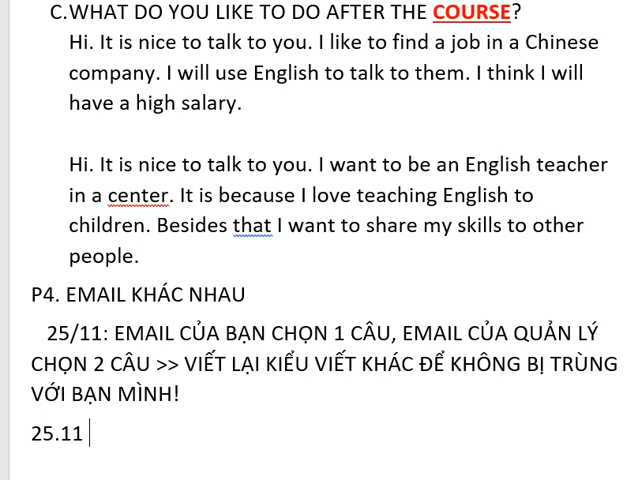 C.WHAT DO YOU LIKE TO DO AFTER THE COURSE?
Hi. It is nice to talk to you. I like to find a job in a Chinese
company. I will use English to talk to them. I think I will
have a high salary.
Hi. It is nice to talk to you. I want to be an English teacher
in a center. It is because I love teaching English to
children. Besides that I want to share my skills to other
people.
P4. EMAIL KHÁC NHAU
25/11: EMAIL CỦA BẠN CHỌN 1 CÂU, EMAIL CỦA QUẢN LÝ
CHỌN 2 CÂU >> VIẾT LẠI KIỂU VIẾT KHÁC ĐỂ KHÔNG BỊ TRÙNG
VỚI BẠN MÌNH!
25.11